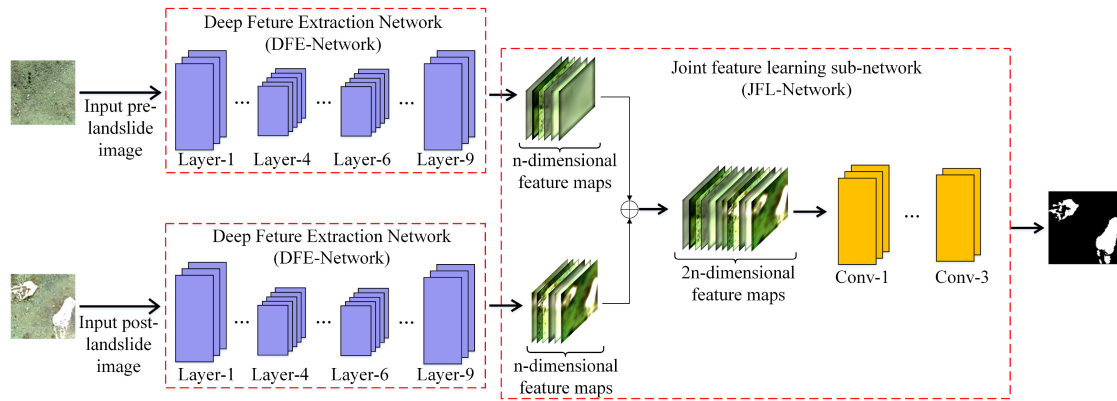 Deep Feture Extraction Network
(DFE-Network)
Input pre-
landslide
image
...
...
...
Layer-1
Layer-4
Layer-6
Layer-9
n-dimensional
feature maps
Deep Feture Extraction Network
(DFE-Network)
Input post-
landslide
image
...
...
...
Layer-1
Layer-4
Layer-6
Layer-9
n-dimensional
feature maps
Joint feature learning sub-network
(JFL-Network)
2n-dimensional
feature maps
...
Conv-1
Conv-3